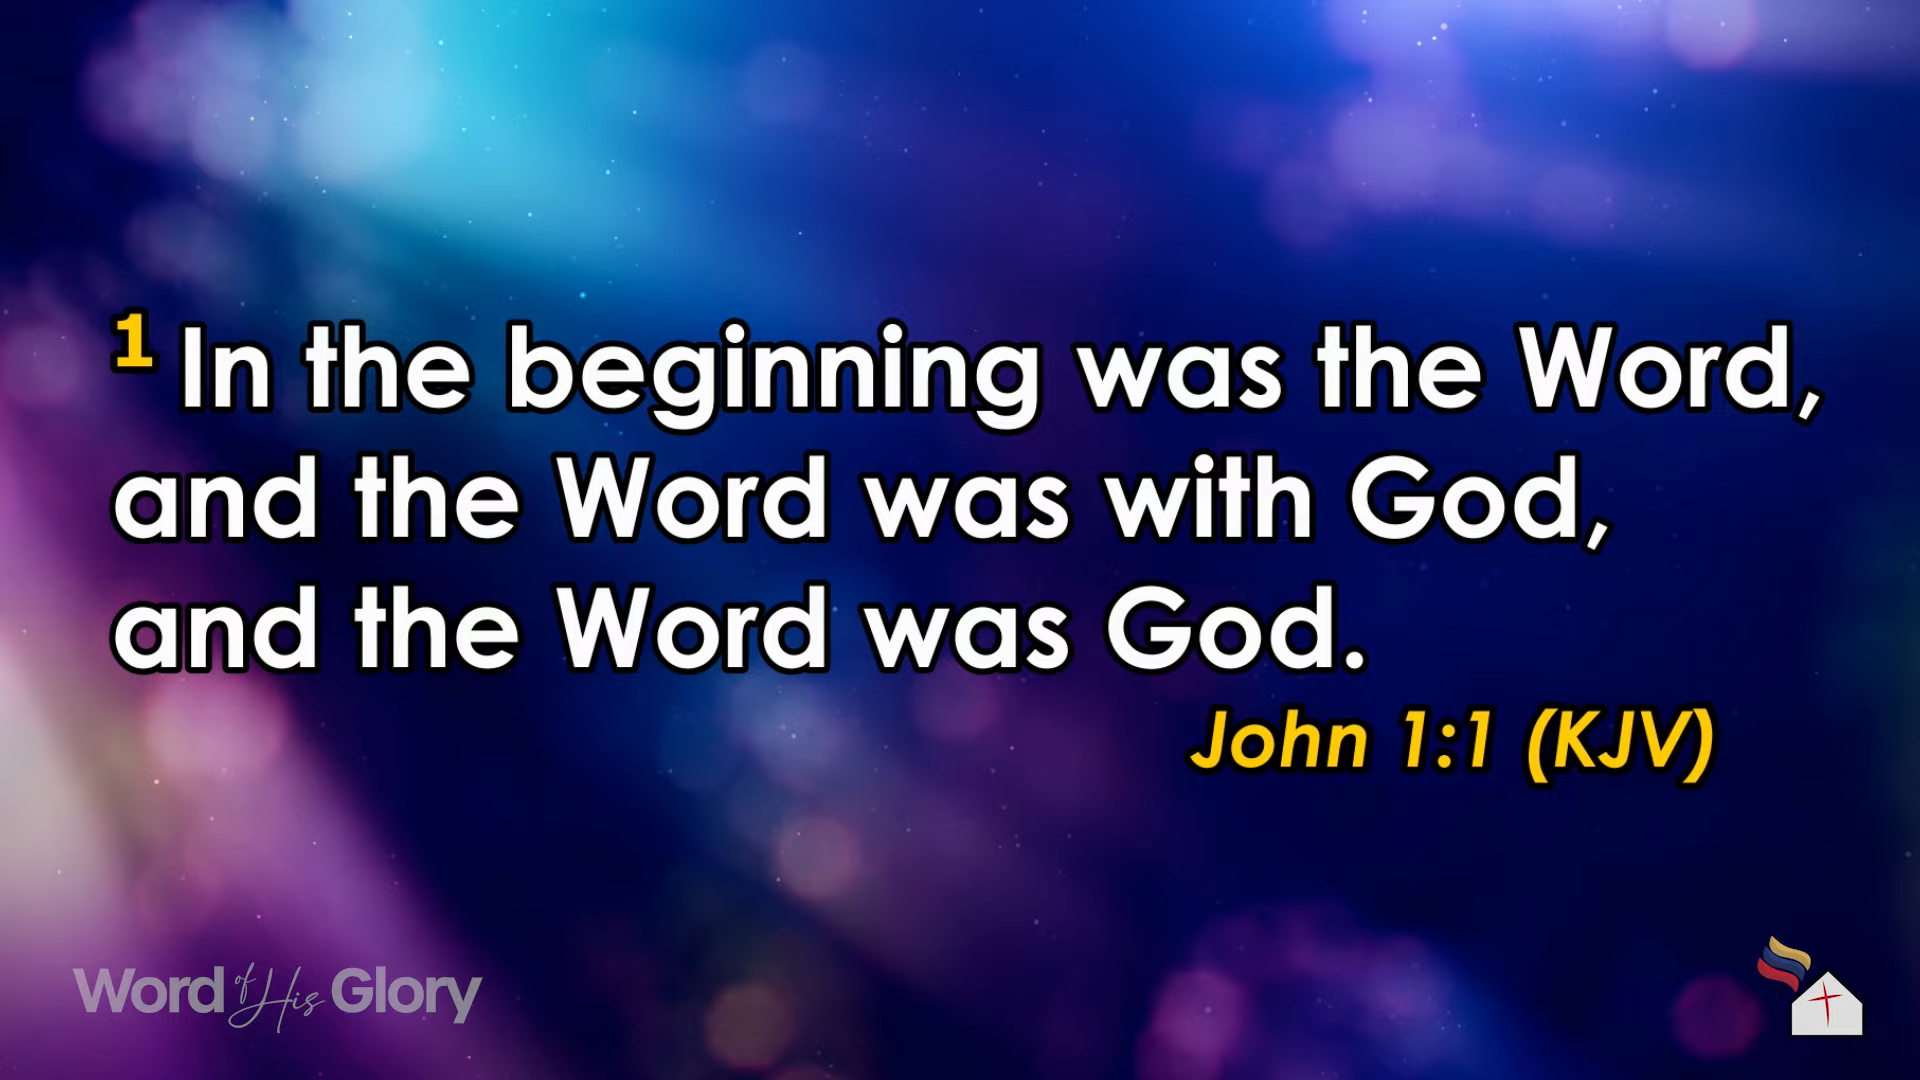 1 In the beginning was the Word,
and the Word was with God,
and the Word was God.
John 1:1 (KJV)
Word of His Glory